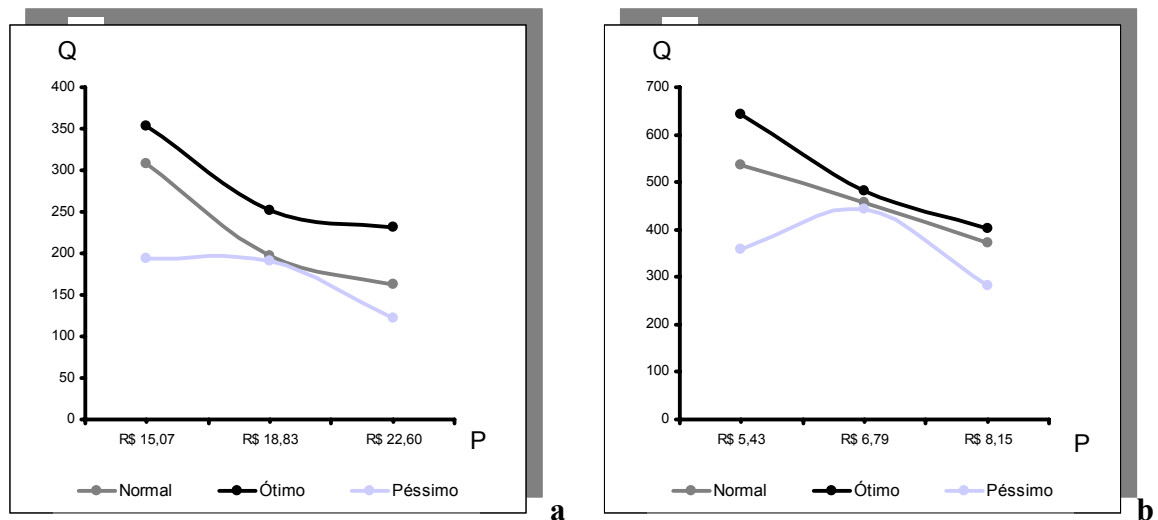 Q
400
350
300
250
200
150
100
50
0
R$ 15,07 R$ 18,83 R$ 22,60 P
Normal Ótimo Péssimo
a
Q
700
600
500
400
300
200
100
0
R$ 5,43 R$ 6,79 R$ 8,15 P
Normal Ótimo Péssimo
b